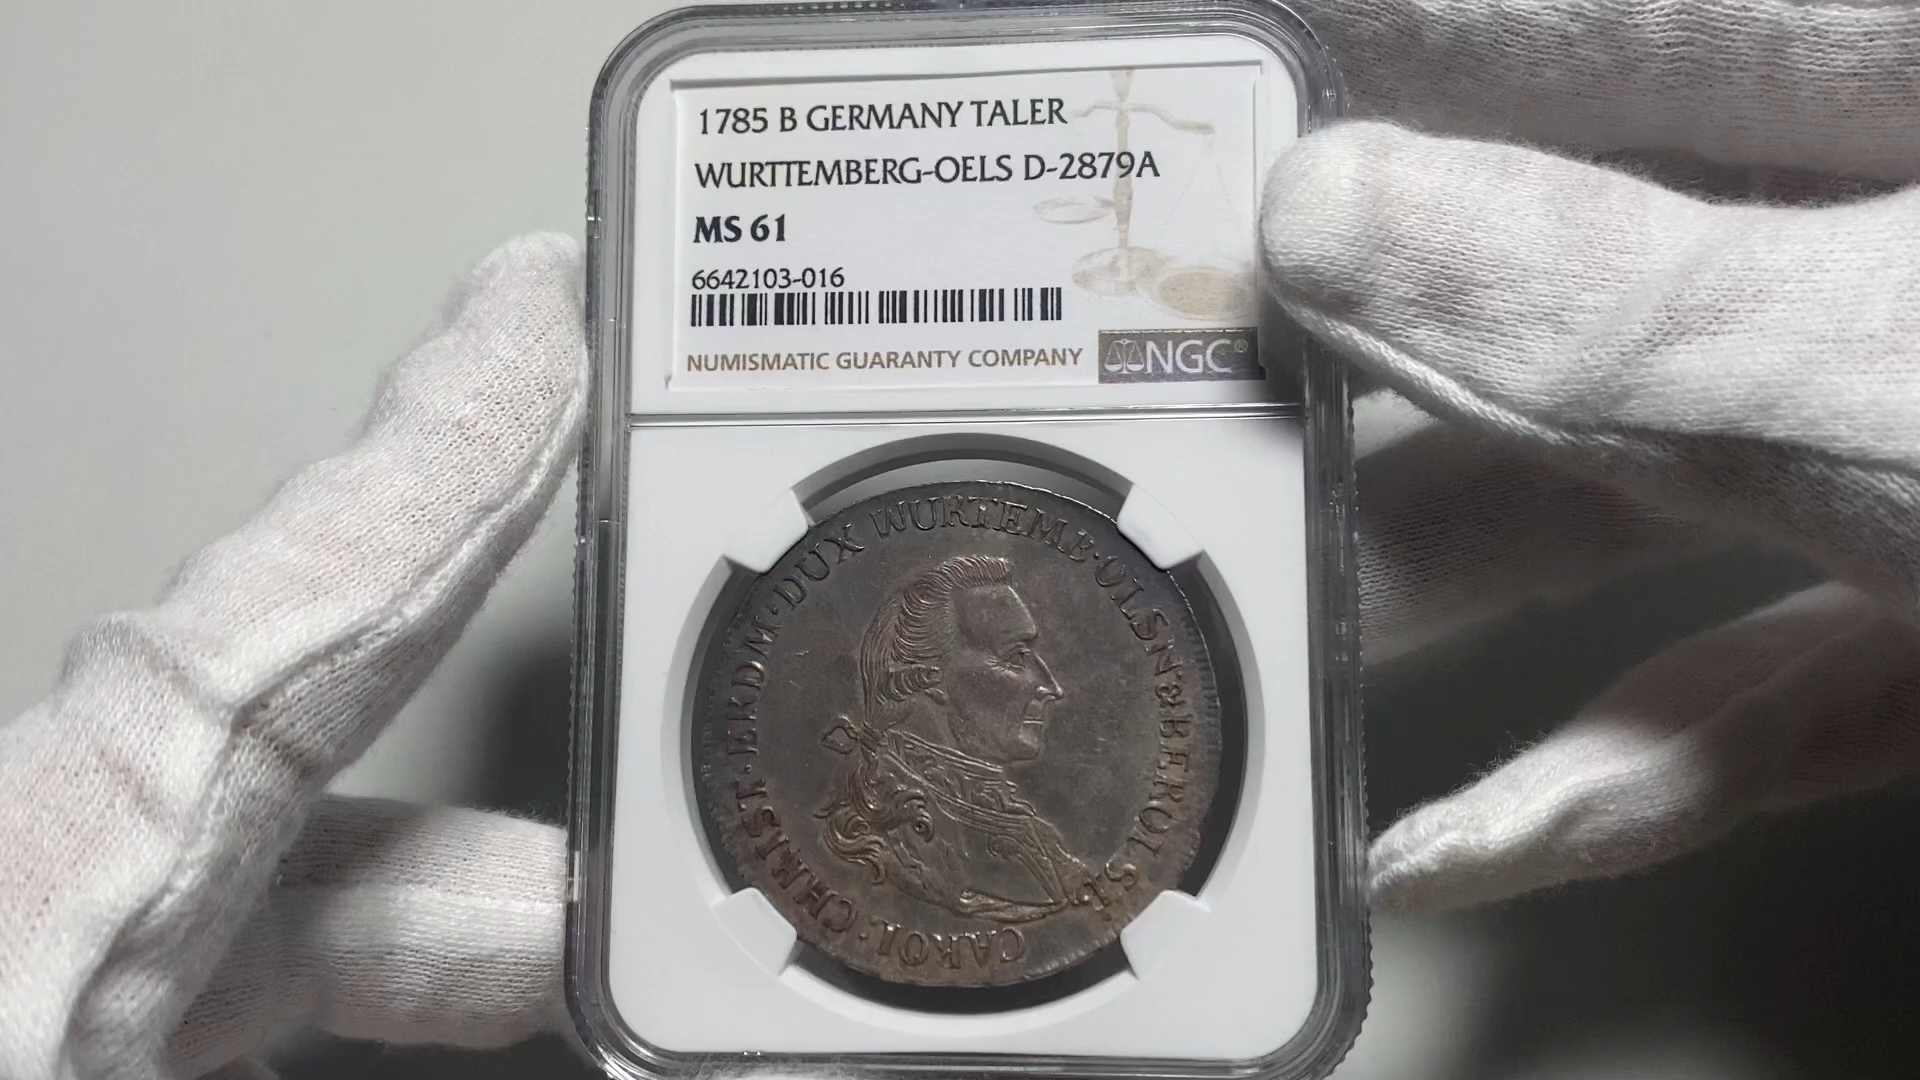 1785 B GERMANY TALER
WURTTEMBERG-OELS D-2879A
MS 61
6642103-016
NUMISMATIC GUARANTY COMPANY
NGC®
CAROL·CHRIST·ERDM·DUX WURTEMB·OLSN&BEROLST·